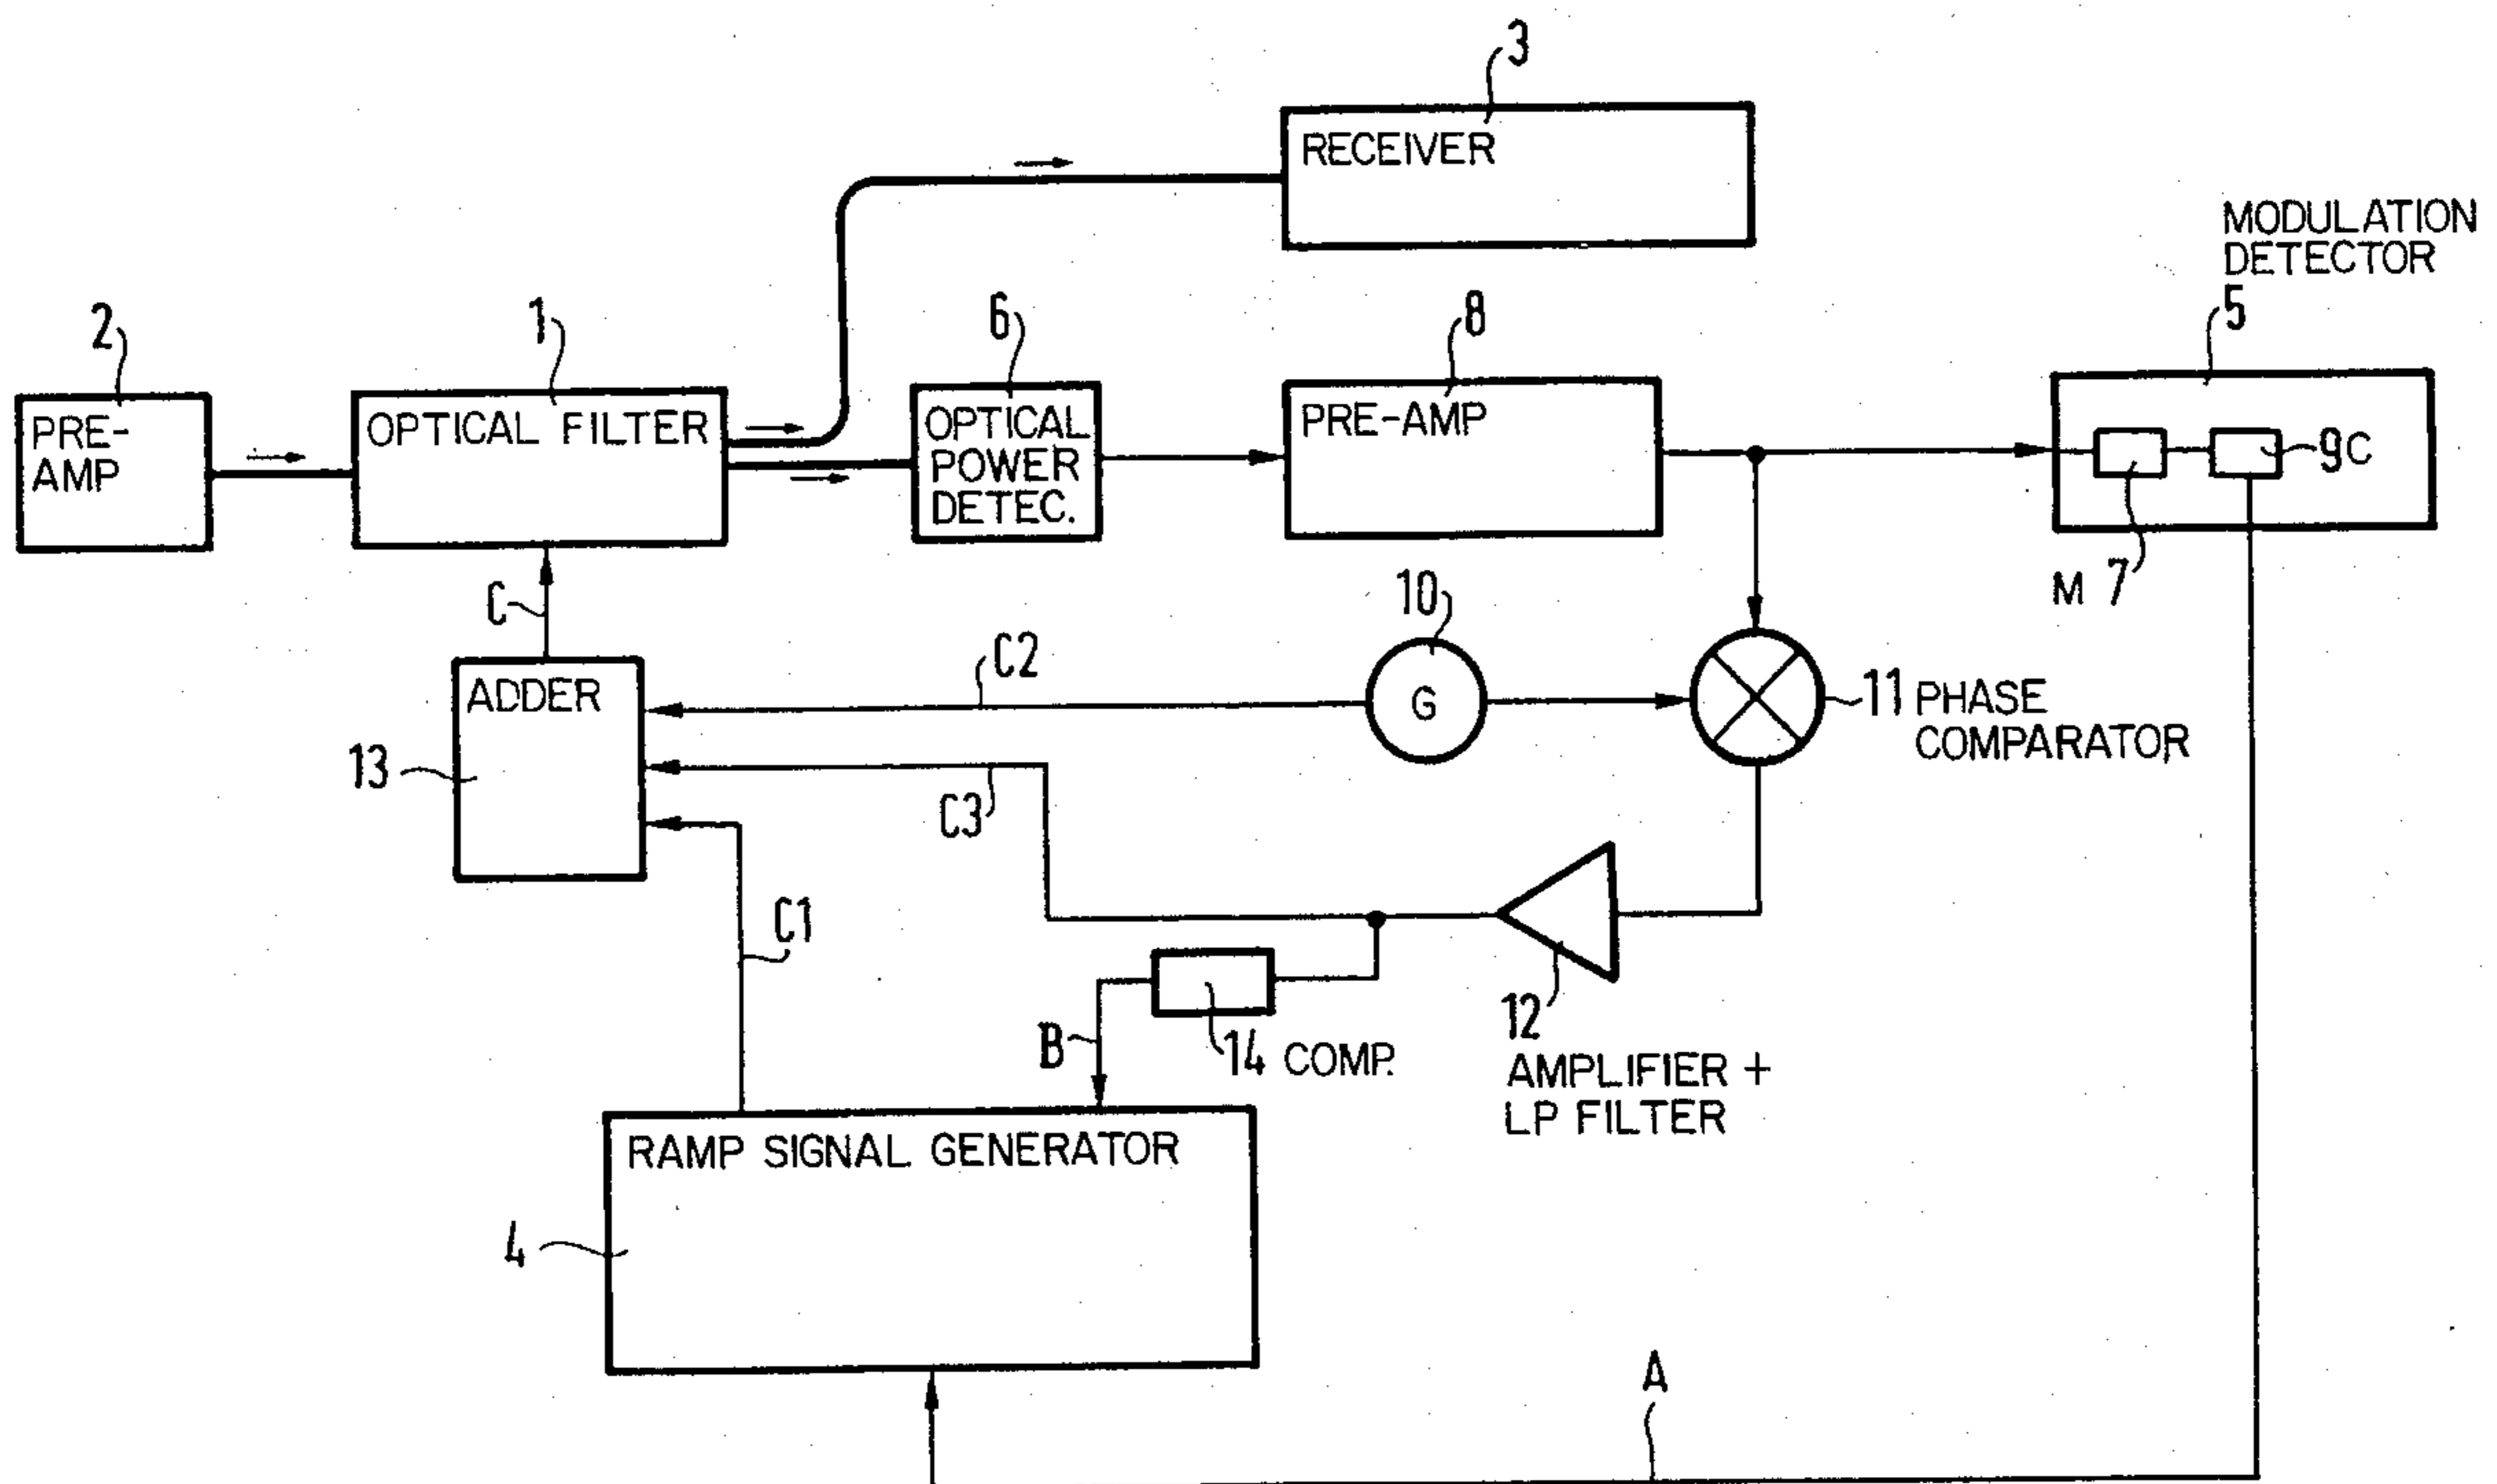 3
RECEIVER
MODULATION
DETECTOR
5
2
1
6
8
PRE-
AMP
OPTICAL FILTER
OPTICAL
POWER
DETEC.
PRE-AMP
9C
M 7
C
10
C2
G
ADDER
11 PHASE
COMPARATOR
13
C3
C1
12
AMPLIFIER +
LP FILTER
B
14 COMP.
RAMP SIGNAL GENERATOR
4
A